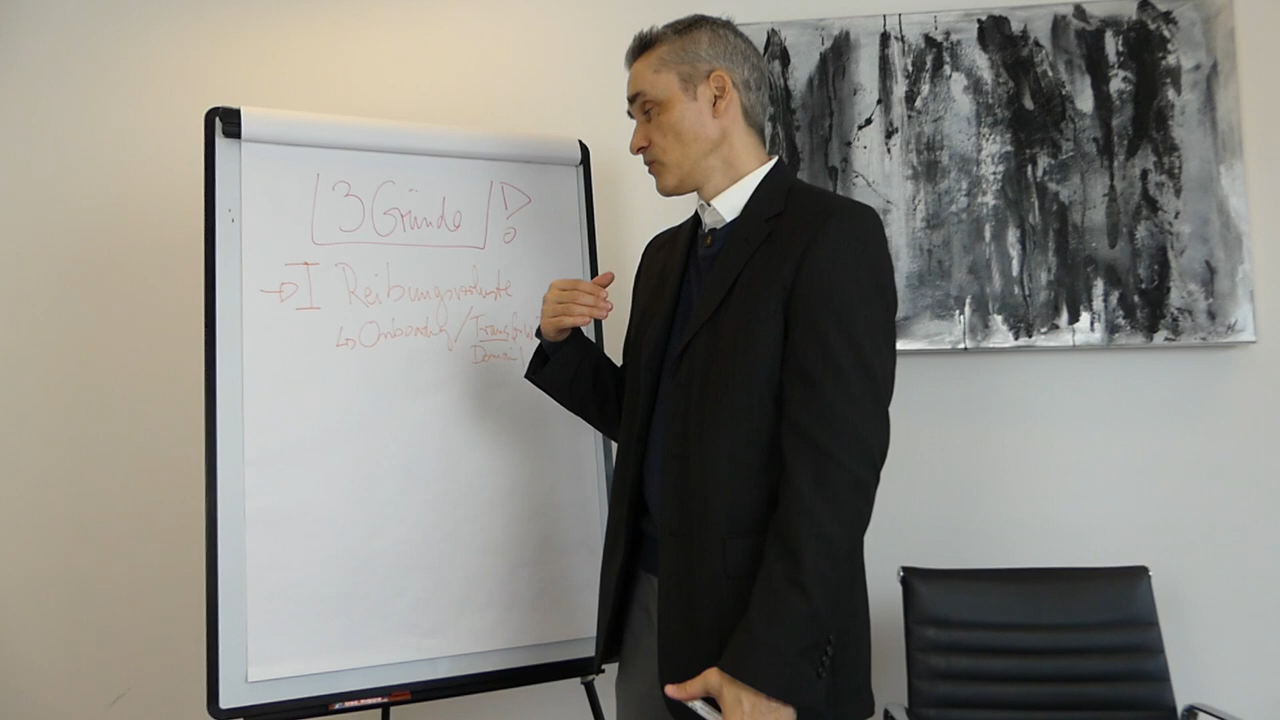 3 Gründe !
→ I Reibungsverluste
↳ Onboarding /
Domain